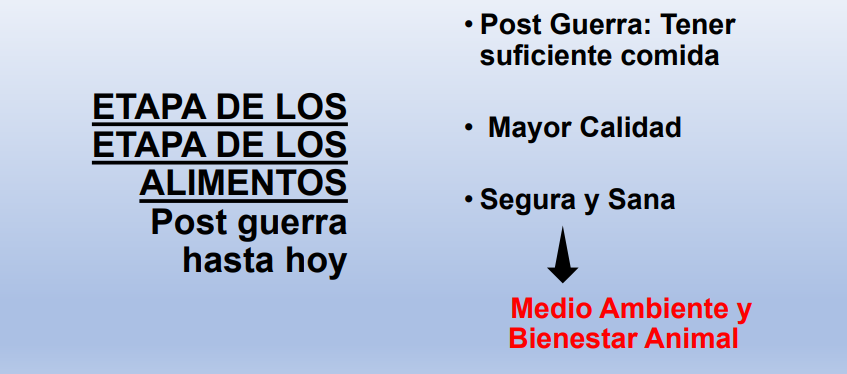 ETAPA DE LOS
ETAPA DE LOS
ALIMENTOS
Post guerra
hasta hoy
• Post Guerra: Tener
suficiente comida
• Mayor Calidad
• Segura y Sana
Medio Ambiente y
Bienestar Animal